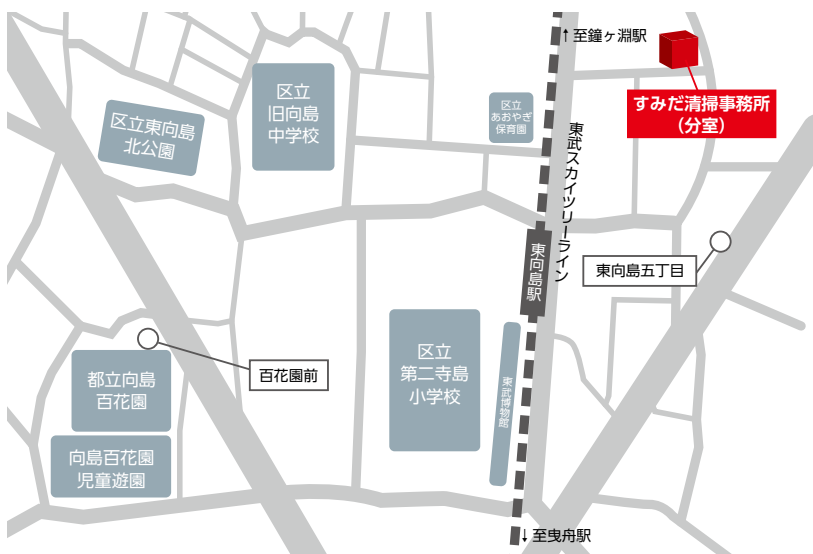 ↑至鐘ヶ淵駅
すみだ清掃事務所
(分室)
区立
旧向島
中学校
区立
あおやぎ
保育園
区立東向島
北公園
東武スカイツリーライン
東向島駅
東向島五丁目
区立
第二寺島
小学校
東武博物館
百花園前
都立向島
百花園
向島百花園
児童遊園
↓至曳舟駅